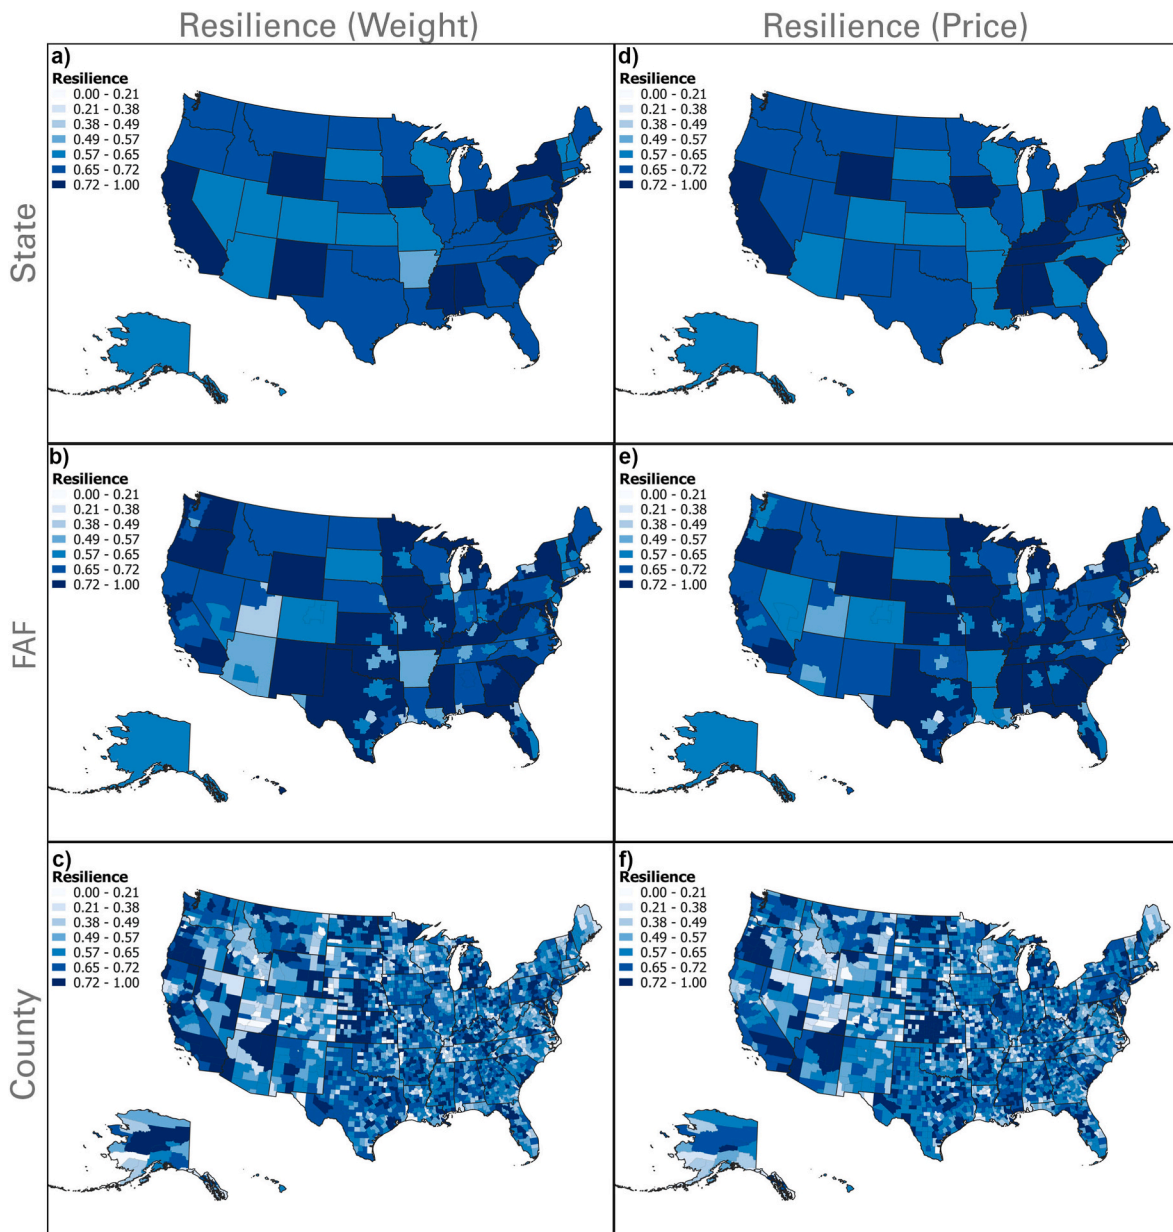 Resilience (Weight)
Resilience (Price)
State
a)
Resilience
0.00 - 0.21
0.21 - 0.38
0.38 - 0.49
0.49 - 0.57
0.57 - 0.65
0.65 - 0.72
0.72 - 1.00
d)
Resilience
0.00 - 0.21
0.21 - 0.38
0.38 - 0.49
0.49 - 0.57
0.57 - 0.65
0.65 - 0.72
0.72 - 1.00
FAF
b)
Resilience
0.00 - 0.21
0.21 - 0.38
0.38 - 0.49
0.49 - 0.57
0.57 - 0.65
0.65 - 0.72
0.72 - 1.00
e)
Resilience
0.00 - 0.21
0.21 - 0.38
0.38 - 0.49
0.49 - 0.57
0.57 - 0.65
0.65 - 0.72
0.72 - 1.00
County
c)
Resilience
0.00 - 0.21
0.21 - 0.38
0.38 - 0.49
0.49 - 0.57
0.57 - 0.65
0.65 - 0.72
0.72 - 1.00
f)
Resilience
0.00 - 0.21
0.21 - 0.38
0.38 - 0.49
0.49 - 0.57
0.57 - 0.65
0.65 - 0.72
0.72 - 1.00